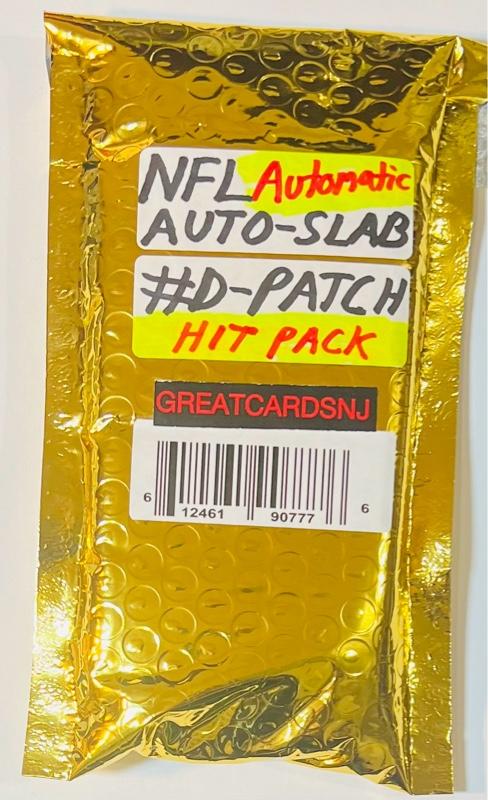 NFL Automatic
AUTO-SLAB
#D-PATCH
HIT PACK
GREATCARDSNJ
6 12461 90777 6